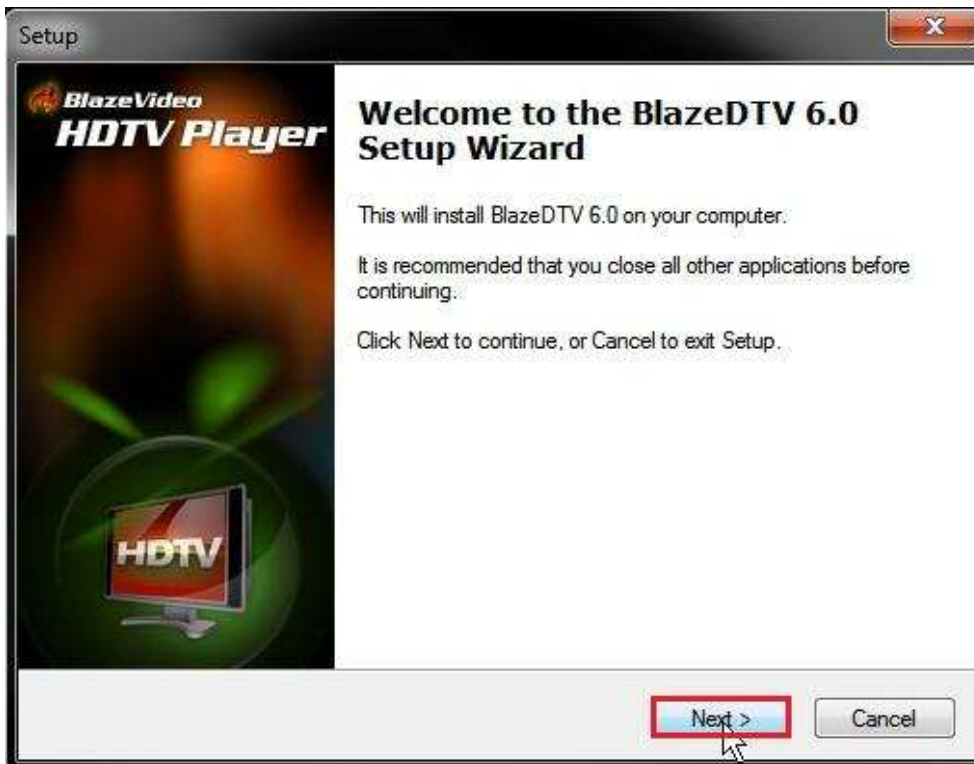 Setup
BlazeVideo
HDTV Player
Welcome to the BlazeDTV 6.0
Setup Wizard
This will install BlazeDTV 6.0 on your computer.
It is recommended that you close all other applications before
continuing.
Click Next to continue, or Cancel to exit Setup.
HDTV
Next >
Cancel